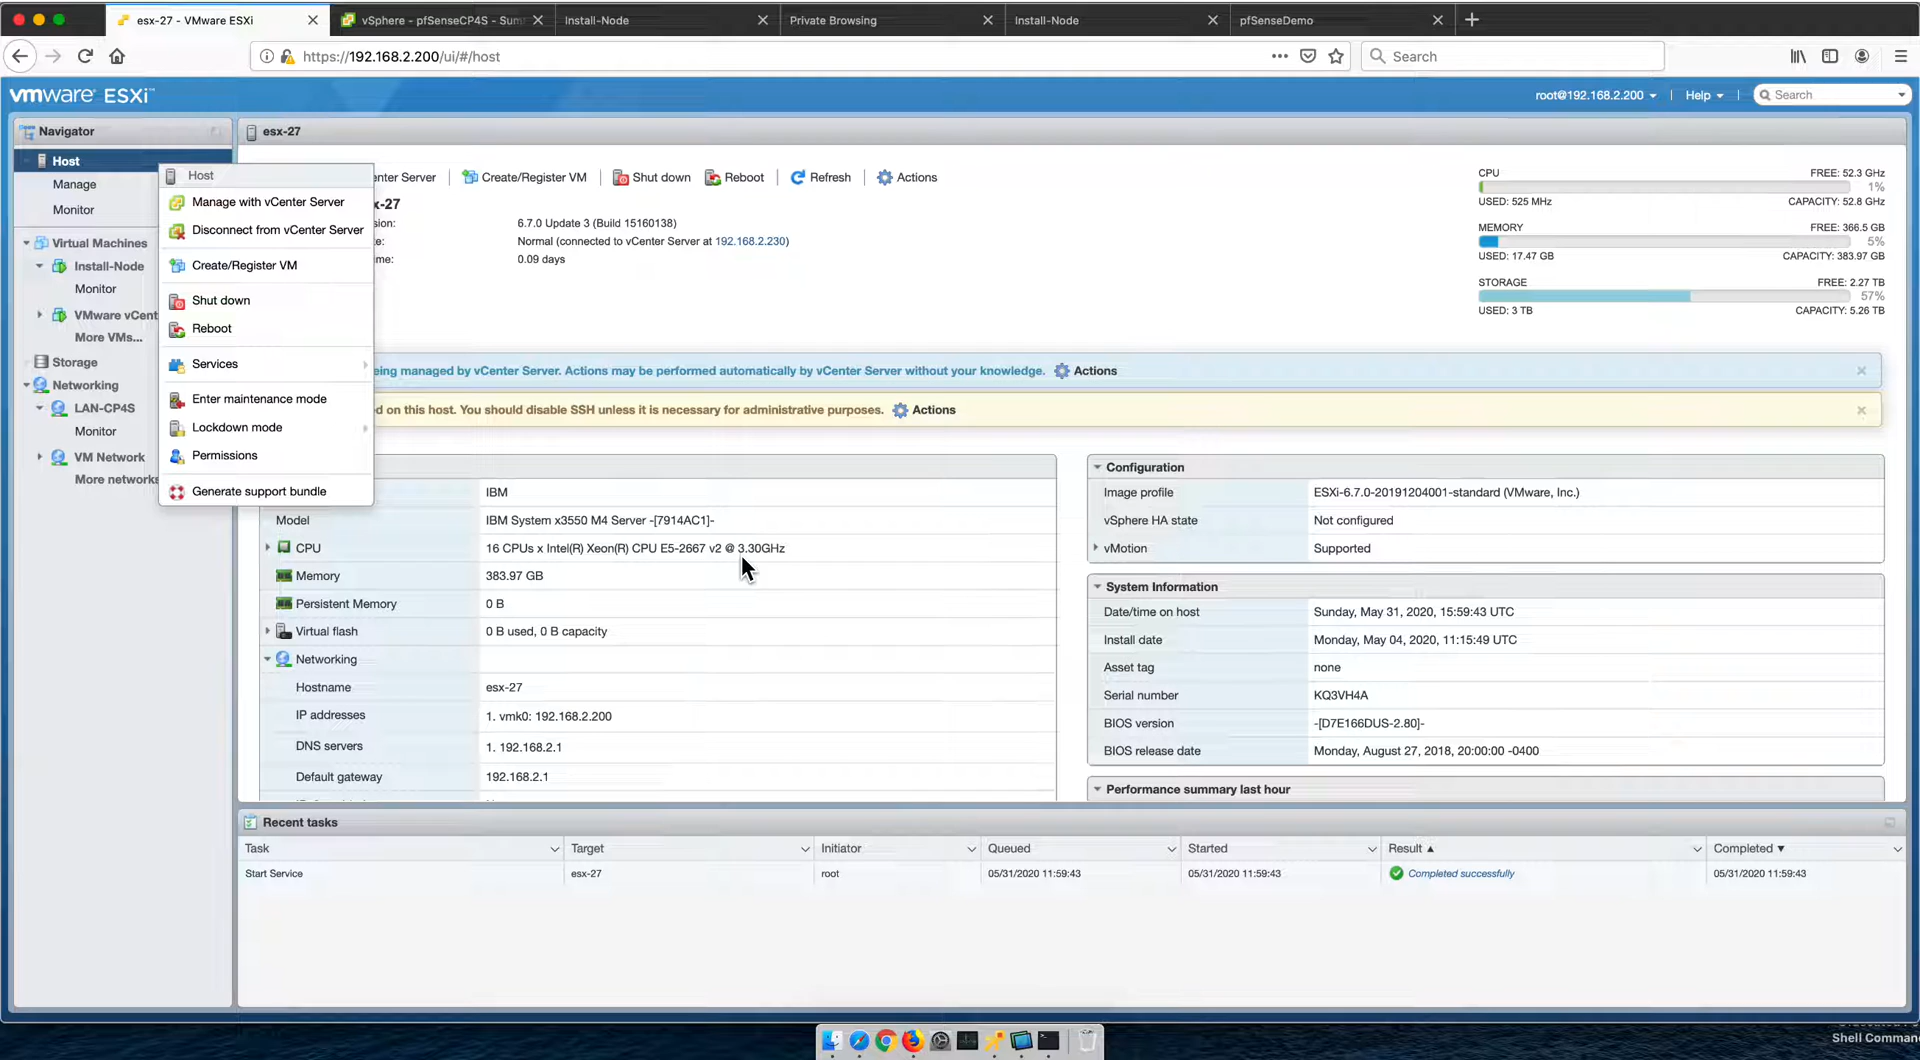 esx-27 - VMware ESXi
vSphere - pfSenseCP4S - Sum
Install-Node
Private Browsing
Install-Node
pfSenseDemo
https://192.168.2.200/ui/#/host
Search
vmware ESXi
root@192.168.2.200
Help
Search
Navigator
Host
Manage
Monitor
Virtual Machines
Install-Node
Monitor
VMware vCent
More VMs...
Storage
Networking
LAN-CP4S
Monitor
VM Network
More networks
Host
Manage with vCenter Server
Disconnect from vCenter Server
Create/Register VM
Shut down
Reboot
Services
Enter maintenance mode
Lockdown mode
Permissions
Generate support bundle
esx-27
enter Server
Create/Register VM
Shut down
Reboot
Refresh
Actions
x-27
sion: 6.7.0 Update 3 (Build 15160138)
te: Normal (connected to vCenter Server at 192.168.2.230)
me: 0.09 days
CPU FREE: 52.3 GHz
1%
USED: 525 MHz CAPACITY: 52.8 GHz
MEMORY FREE: 366.5 GB
5%
USED: 17.47 GB CAPACITY: 383.97 GB
STORAGE FREE: 2.27 TB
57%
USED: 3 TB CAPACITY: 5.26 TB
eing managed by vCenter Server. Actions may be performed automatically by vCenter Server without your knowledge. Actions
d on this host. You should disable SSH unless it is necessary for administrative purposes. Actions
IBM
Model IBM System x3550 M4 Server -[7914AC1]-
CPU 16 CPUs x Intel(R) Xeon(R) CPU E5-2667 v2 @ 3.30GHz
Memory 383.97 GB
Persistent Memory 0 B
Virtual flash 0 B used, 0 B capacity
Networking
Hostname esx-27
IP addresses 1. vmk0: 192.168.2.200
DNS servers 1. 192.168.2.1
Default gateway 192.168.2.1
Configuration
Image profile ESXi-6.7.0-20191204001-standard (VMware, Inc.)
vSphere HA state Not configured
vMotion Supported
System Information
Date/time on host Sunday, May 31, 2020, 15:59:43 UTC
Install date Monday, May 04, 2020, 11:15:49 UTC
Asset tag none
Serial number KQ3VH4A
BIOS version -[D7E166DUS-2.80]-
BIOS release date Monday, August 27, 2018, 20:00:00 -0400
Performance summary last hour
Recent tasks
Task Target Initiator Queued Started Result Completed
Start Service esx-27 root 05/31/2020 11:59:43 05/31/2020 11:59:43 Completed successfully 05/31/2020 11:59:43
Shell Comman